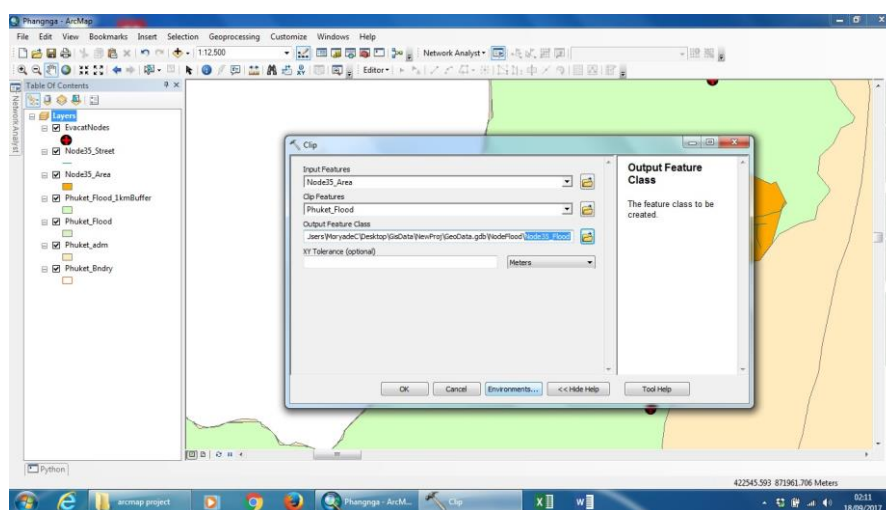 Phangnga - ArcMap
File Edit View Bookmarks Insert Selection Geoprocessing Customize Windows Help
1:12,500
Network Analyst
Editor
Table Of Contents
Network Analyst
Layers
EvacatNodes
Node35_Street
Node35_Area
Phuket_Flood_1kmBuffer
Phuket_Flood
Phuket_adm
Phuket_Bndry
Clip
Input Features
Node35_Area
Clip Features
Phuket_Flood
Output Feature Class
Jsers\MoryadeC\Desktop\GisData\NewProj\GeoData.gdb\NodeFlood\Node35_Flood
XY Tolerance (optional)
Meters
OK Cancel Environments... << Hide Help Tool Help
Output Feature
Class
The feature class to be
created.
Python
422545.593 871961.706 Meters
arcmap project
Phangnga - ArcM...
Clip
02:11
18/09/2017